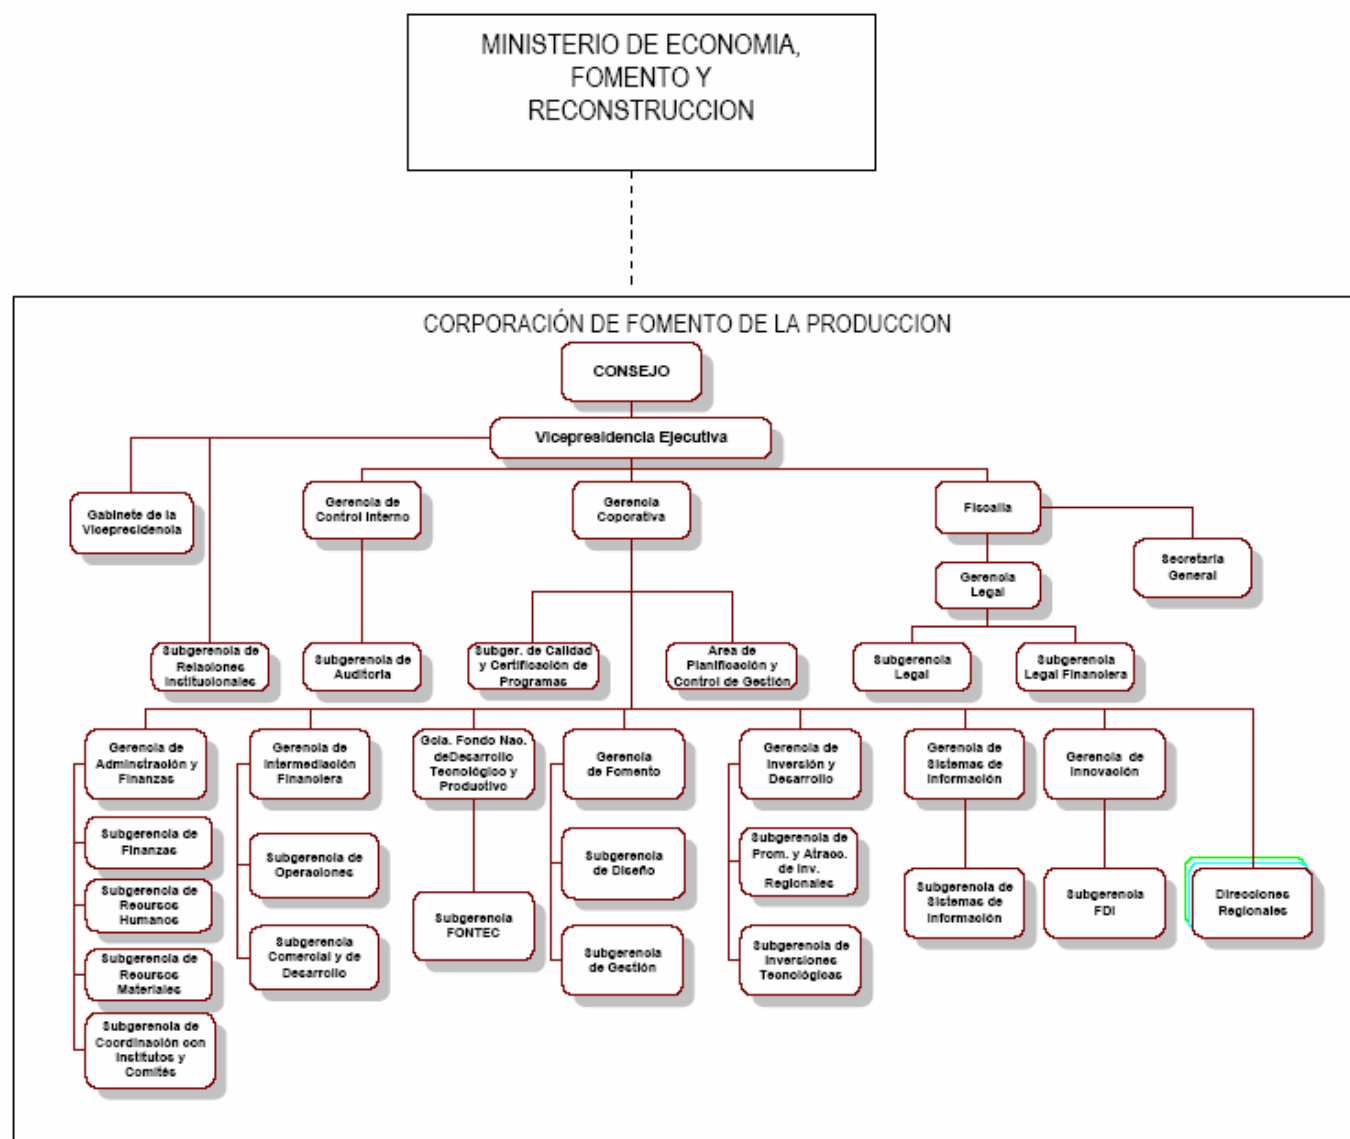 MINISTERIO DE ECONOMIA,
FOMENTO Y
RECONSTRUCCION
CORPORACIÓN DE FOMENTO DE LA PRODUCCION
CONSEJO
Vicepresidencia Ejecutiva
Gabinete de la
Vicepresidencia
Gerencia de
Control Interno
Gerencia
Coporativa
Fiscalia
Secretaria
General
Gerencia
Legal
Subgerencia de
Relaciones
Institucionales
Subgerencia de
Auditoria
Subger. de Calidad
y Certificación de
Programas
Area de
Planificación y
Control de Gestión
Subgerencia
Legal
Subgerencia
Legal Financiera
Gerencia de
Adminstración y
Finanzas
Gerencia de
Intermediación
Financiera
Gcia. Fondo Nac.
deDesarrollo
Tecnológico y
Productivo
Gerencia
de Fomento
Gerencia de
Inversión y
Desarrollo
Gerencia de
Sistemas de
Información
Gerencia de
Innovación
Subgerencia de
Finanzas
Subgerencia de
Recursos
Humanos
Subgerencia de
Recursos
Materiales
Subgerencia de
Coordinación con
Institutos y
Comités
Subgerencia de
Operaciones
Subgerencia
Comercial y de
Desarrollo
Subgerencia
FONTEC
Subgerencia
de Diseño
Subgerencia
de Gestión
Subgerencia de
Prom. y Atracc.
de Inv.
Regionales
Subgerencia de
Inversiones
Tecnológicas
Subgerencia de
Sistemas de
Información
Subgerencia
FDI
Direcciones
Regionales